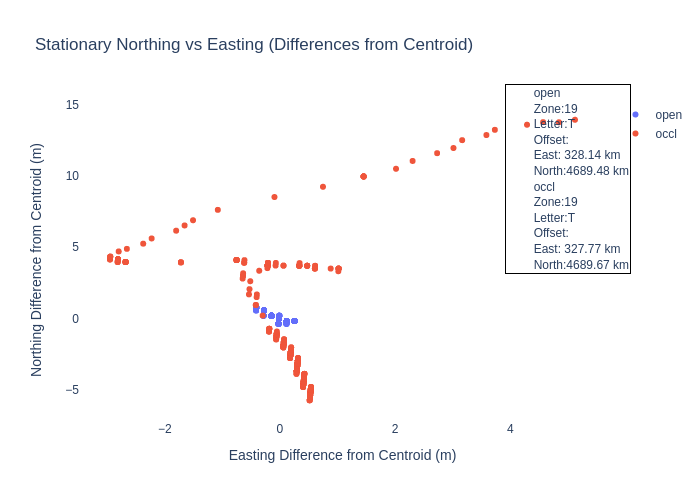 Stationary Northing vs Easting (Differences from Centroid)
open
Zone:19
Letter:T
Offset:
East: 328.14 km
North:4689.48 km
occl
Zone:19
Letter:T
Offset:
East: 327.77 km
North:4689.67 km
open
occl
15
10
5
0
−5
Northing Difference from Centroid (m)
−2
0
2
4
Easting Difference from Centroid (m)